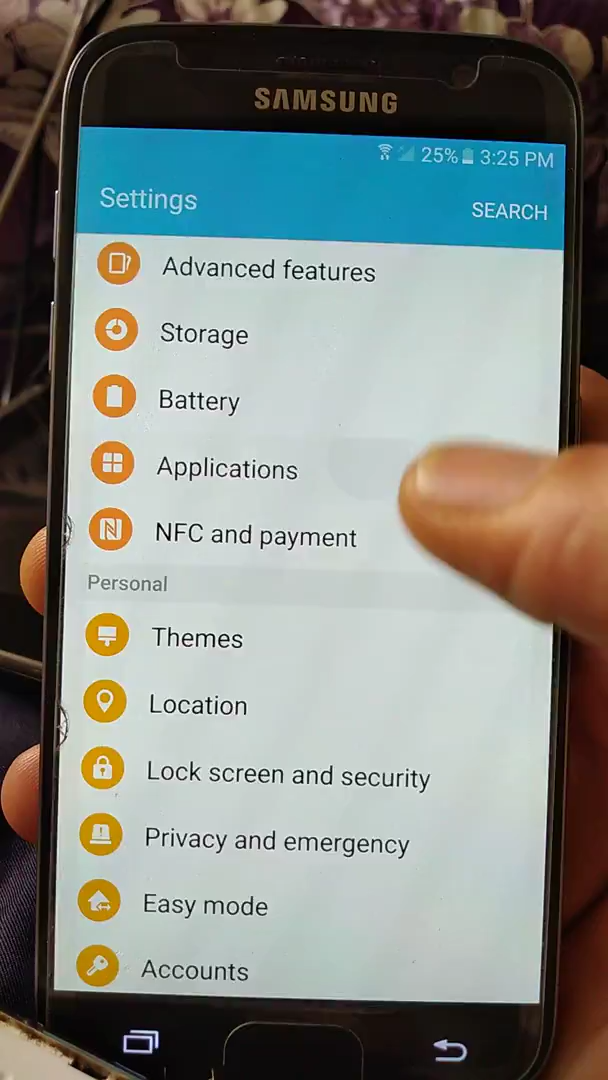 SAMSUNG
25% 3:25 PM
Settings
SEARCH
Advanced features
Storage
Battery
Applications
NFC and payment
Personal
Themes
Location
Lock screen and security
Privacy and emergency
Easy mode
Accounts